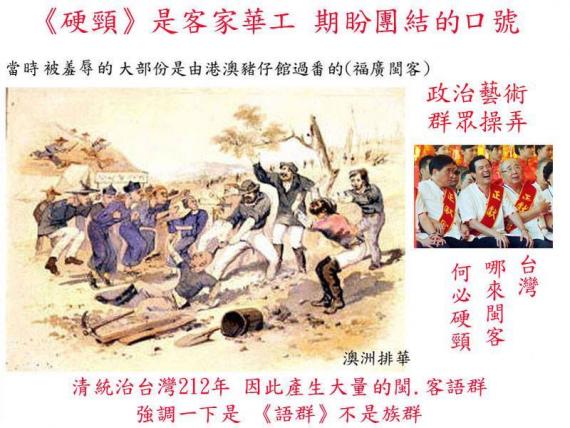 《硬頸》是客家華工 期盼團結的口號
當時被羞辱的大部份是由港澳豬仔館過番的(福廣閩客)
政治藝術
群眾操弄
台灣
哪來閩客
何必硬頸
澳洲排華
清統治台灣212年 因此產生大量的閩.客語群
強調一下是 《語群》不是族群